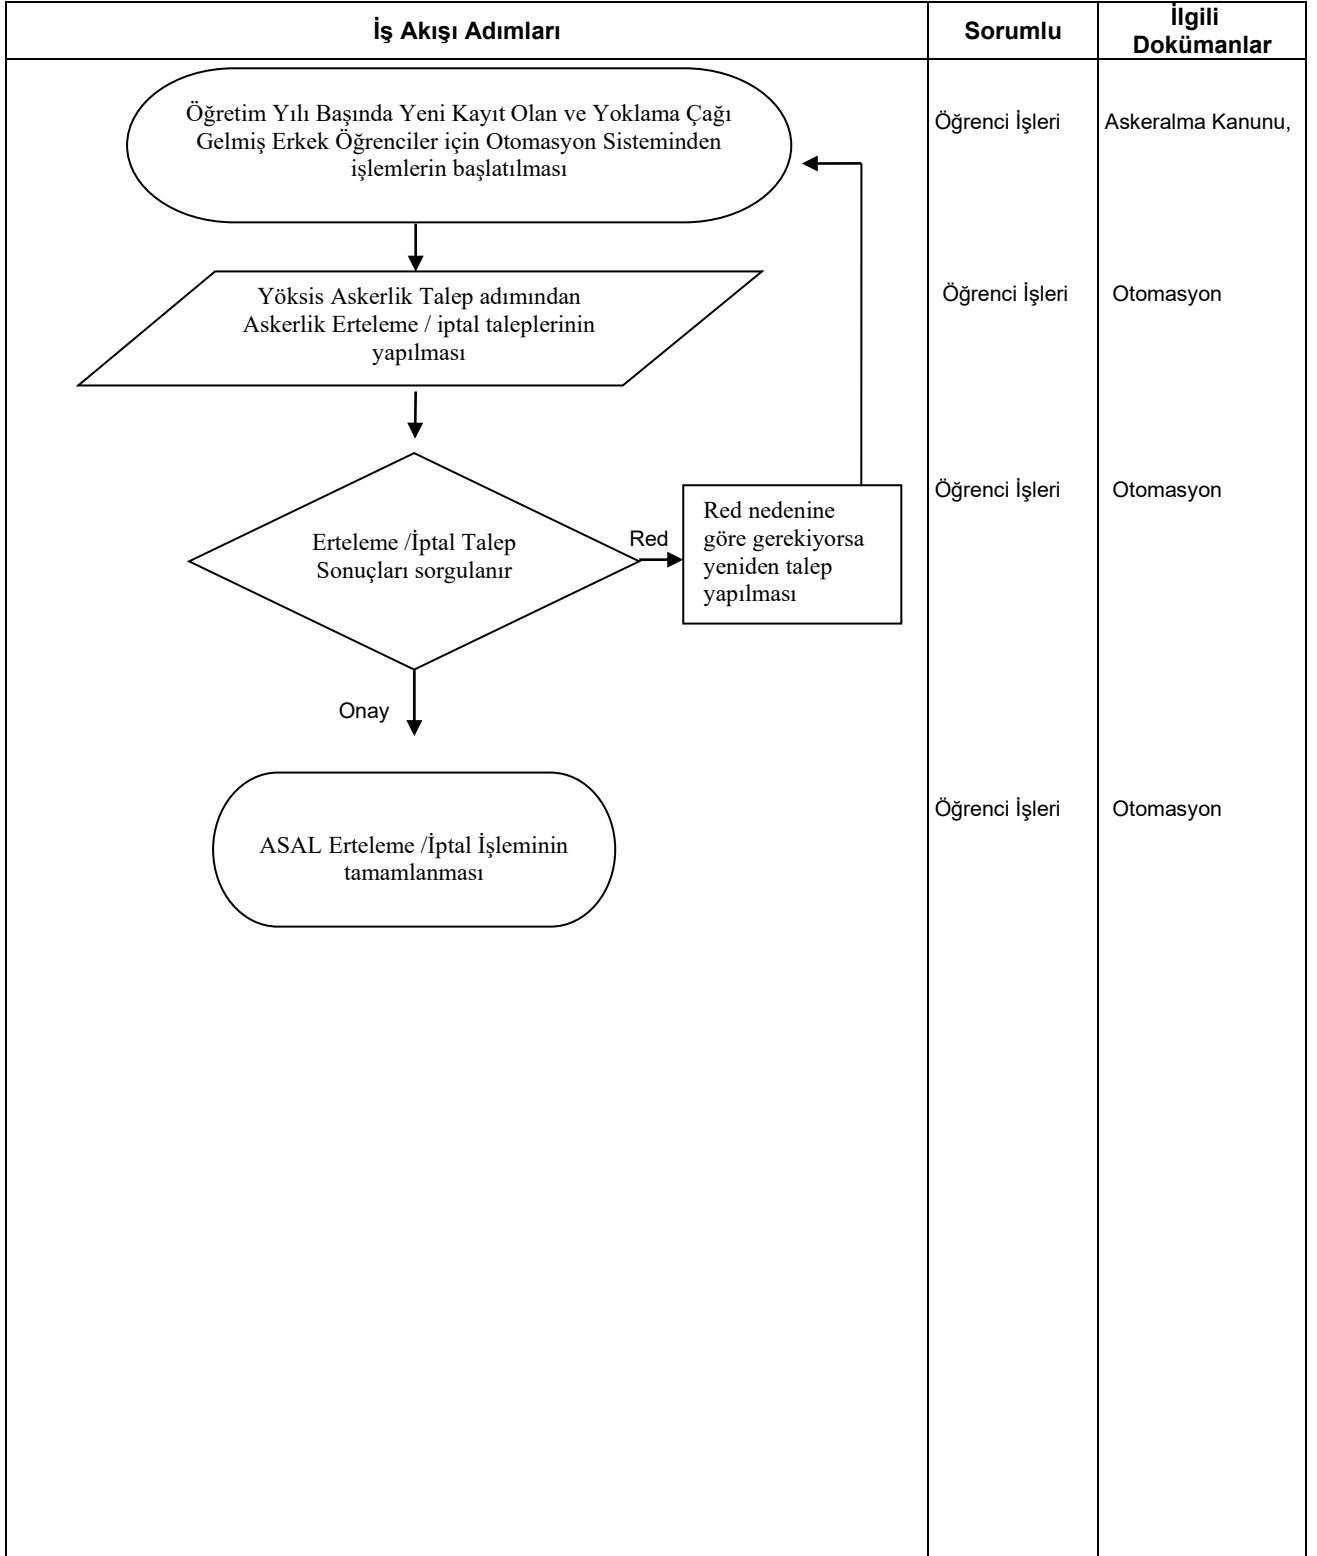 İş Akışı Adımları
Sorumlu
İlgili
Dokümanlar
Öğretim Yılı Başında Yeni Kayıt Olan ve Yoklama Çağı
Gelmiş Erkek Öğrenciler için Otomasyon Sisteminden
işlemlerin başlatılması
Öğrenci İşleri
Askeralma Kanunu,
Yöksis Askerlik Talep adımından
Askerlik Erteleme / iptal taleplerinin
yapılması
Öğrenci İşleri
Otomasyon
Erteleme /İptal Talep
Sonuçları sorgulanır
Red
Red nedenine
göre gerekiyorsa
yeniden talep
yapılması
Öğrenci İşleri
Otomasyon
Onay
ASAL Erteleme /İptal İşleminin
tamamlanması
Öğrenci İşleri
Otomasyon